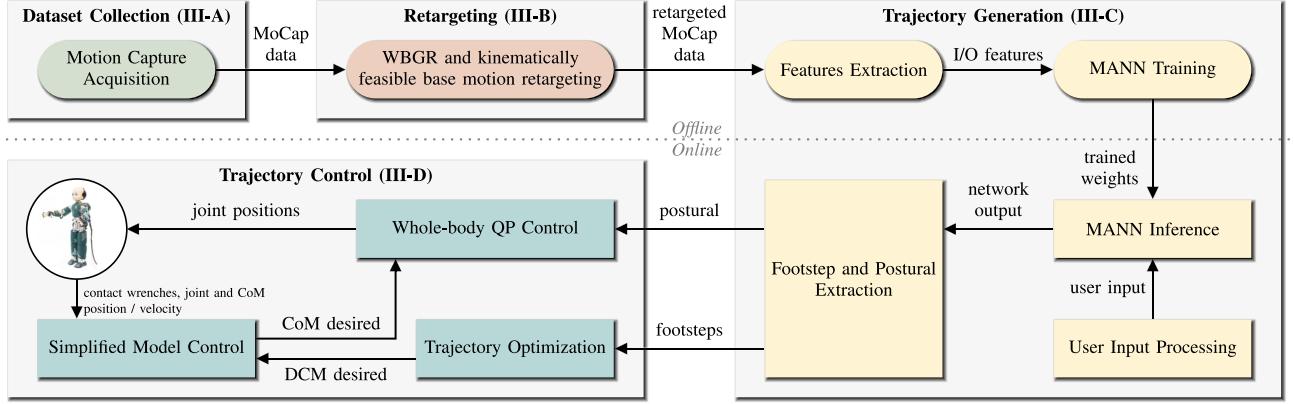 Dataset Collection (III-A)
Motion Capture
Acquisition
MoCap
data
Retargeting (III-B)
WBGR and kinematically
feasible base motion retargeting
retargeted
MoCap
data
Trajectory Generation (III-C)
Features Extraction
I/O features
MANN Training
Offline
Online
trained
weights
MANN Inference
user input
User Input Processing
network
output
Footstep and Postural
Extraction
postural
footsteps
Trajectory Control (III-D)
joint positions
Whole-body QP Control
contact wrenches, joint and CoM
position / velocity
CoM desired
Simplified Model Control
Trajectory Optimization
DCM desired